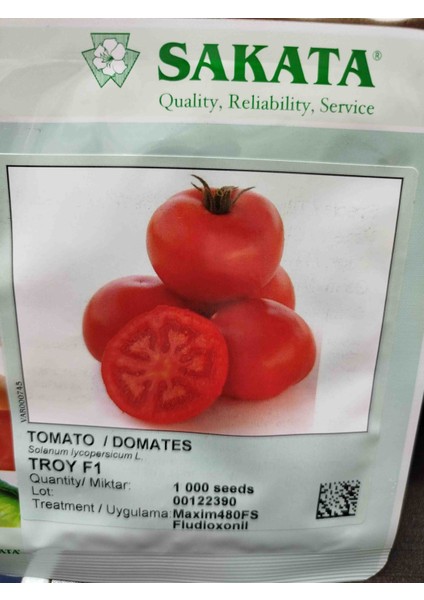 SAKATA®
Quality, Reliability, Service
VAR000745
TOMATO / DOMATES
Solanum lycopersicum L.
TROY F1
Quantity/ Miktar: 1 000 seeds
Lot: 00122390
Treatment / Uygulama: Maxim480FS
Fludioxonil
KATA